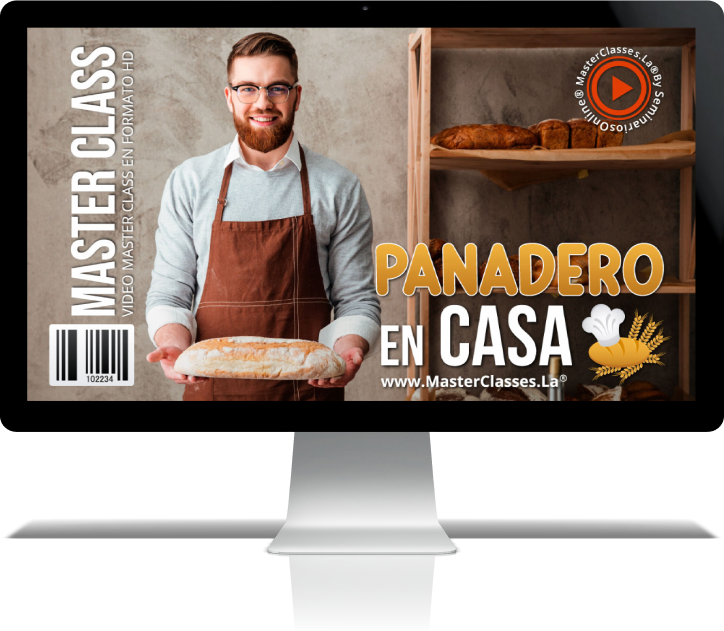 MASTER CLASS
VIDEO MASTER CLASS EN FORMATO HD
102234
MasterClasses.La® By SeminariosOnline®
PANADERO
EN CASA
www.MasterClasses.La®